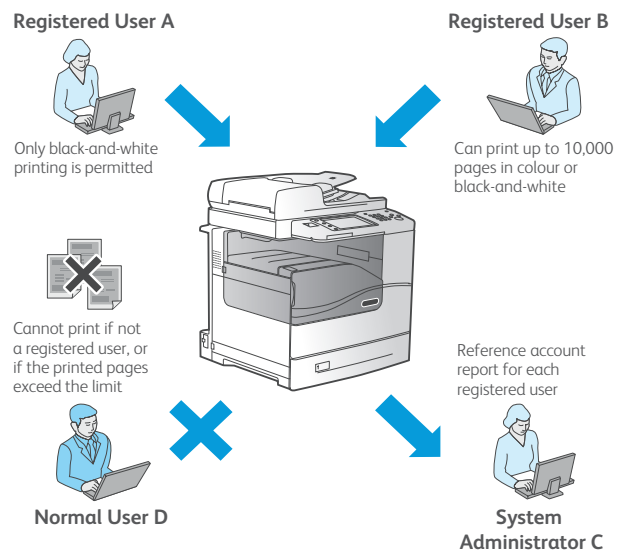 Registered User A
Only black-and-white
printing is permitted
Registered User B
Can print up to 10,000
pages in colour or
black-and-white
Cannot print if not
a registered user, or
if the printed pages
exceed the limit
Normal User D
Reference account
report for each
registered user
System
Administrator C